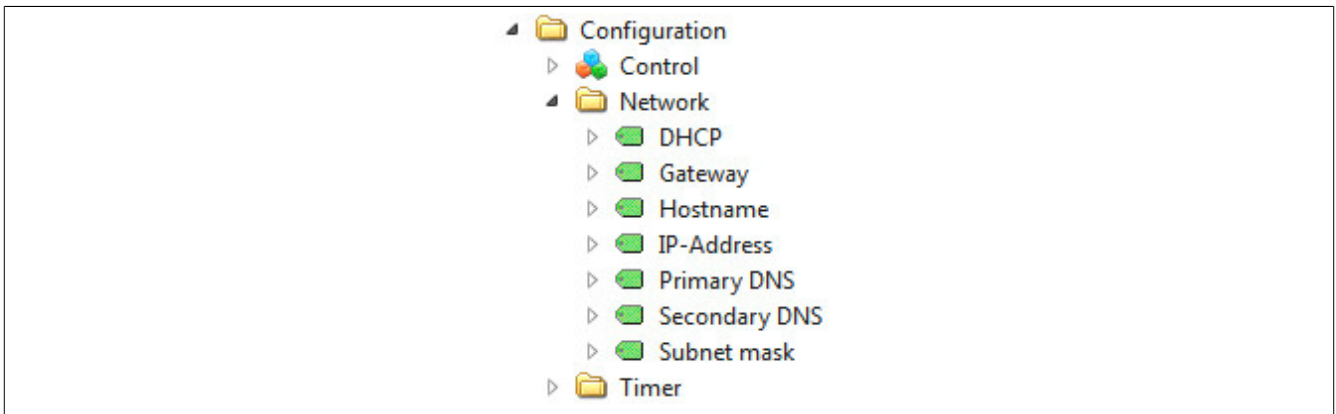 Configuration
Control
Network
DHCP
Gateway
Hostname
IP-Address
Primary DNS
Secondary DNS
Subnet mask
Timer